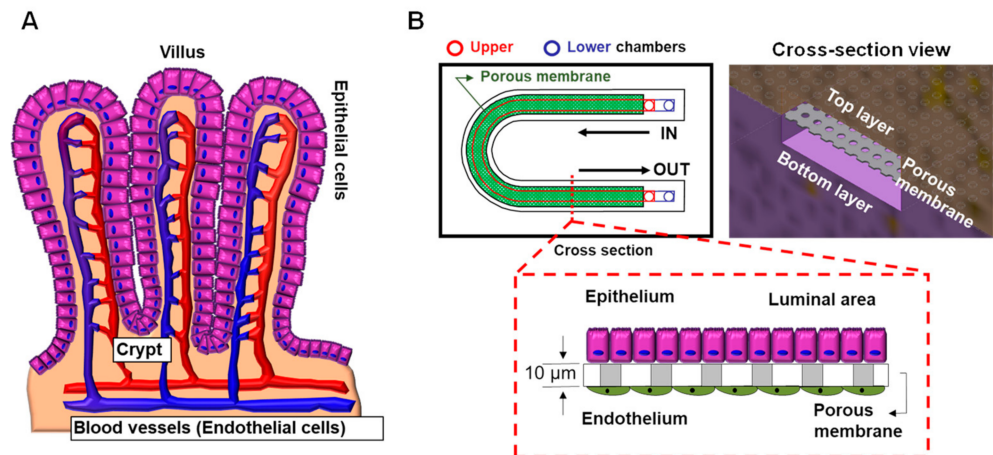 A
Villus
Epithelial cells
Crypt
Blood vessels (Endothelial cells)
B
Upper
Lower chambers
Porous membrane
IN
OUT
Cross section
Cross-section view
Top layer
Porous
membrane
Bottom layer
Epithelium
Luminal area
10 μm
Endothelium
Porous
membrane